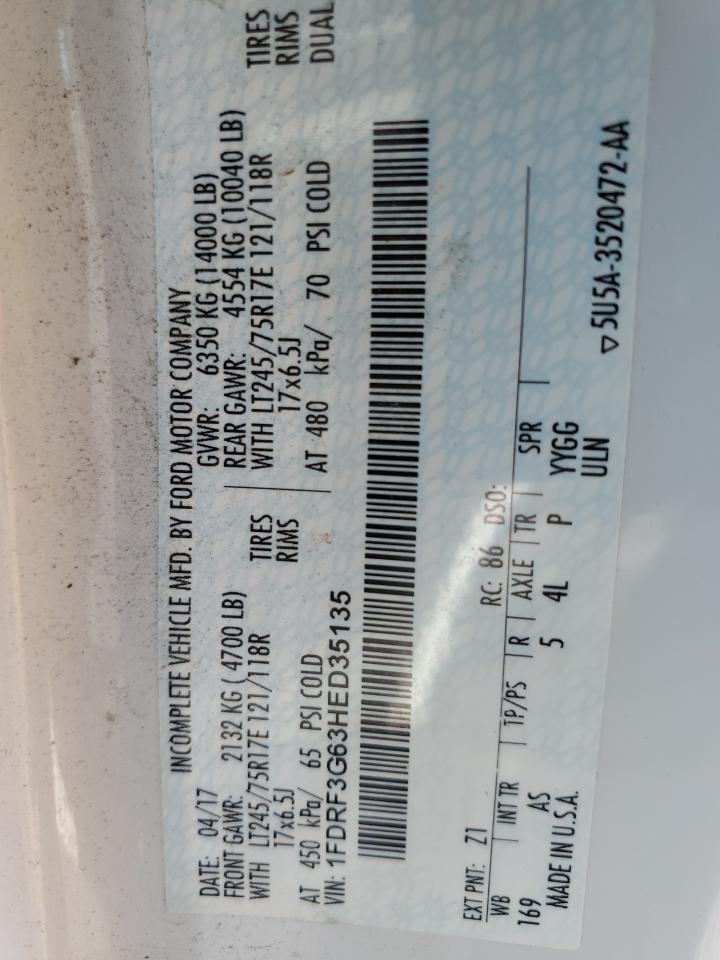 INCOMPLETE VEHICLE MFD. BY FORD MOTOR COMPANY
DATE: 04/17 GVWR: 6350 KG (14000 LB)
FRONT GAWR: 2132 KG ( 4700 LB) REAR GAWR: 4554 KG (10040 LB)
WITH LT245/75R17E 121/118R TIRES WITH LT245/75R17E 121/118R TIRES
17x6.5J RIMS 17x6.5J RIMS
AT 450 kPa/ 65 PSI COLD AT 480 kPa/ 70 PSI COLD DUAL
VIN: 1FDRF3G63HED35135
EXT PNT: Z1 RC: 86 DSO:
WB INT TR TP/PS R AXLE TR SPR
169 AS 5 4L P YYGG
MADE IN U.S.A. ULN
▽5U5A-3520472-AA